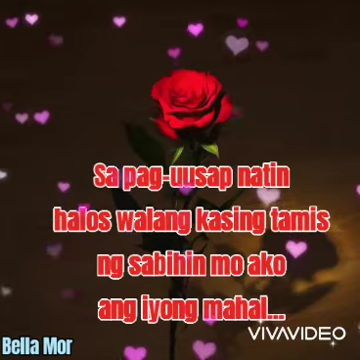 Sa pag-uusap natin
halos walang kasing tamis
ng sabihin mo ako
ang iyong mahal...
VIVAVIDEO
Bella Mor